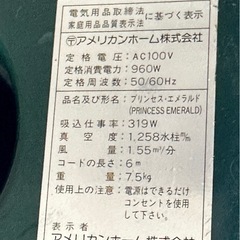 電気用品取締法に基づく表示
家庭用品品質表示法
〒アメリカンホーム株式会社
定格電圧:AC100V
定格消費電力:960W
定格周波数:50/60Hz
品名及び形名:プリンセス・エメラルド
(PRINCESS EMERALD)
吸込仕事率:319W
真空度:1,258水柱㎜
風量:1.55㎥/分
コードの長さ:6m
重さ:7.5kg
使用上の注意:電源はできるだけ
コンセントを使用して下さい。
表示者
アメリカンホーム株式会社